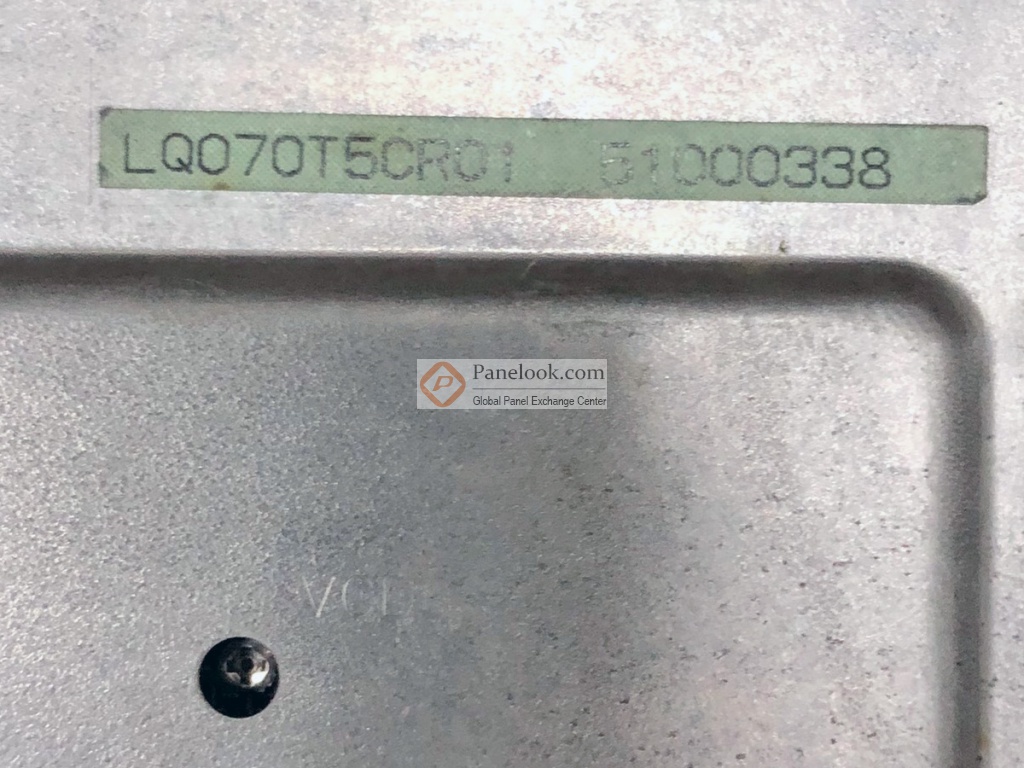 LQ070T5CR01 51000338
Panelook.com
Global Panel Exchange Center